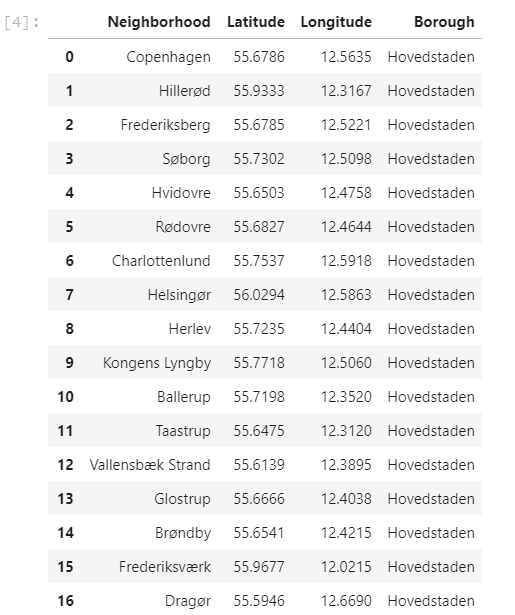 [4]: Neighborhood Latitude Longitude Borough
0 Copenhagen 55.6786 12.5635 Hovedstaden
1 Hillerød 55.9333 12.3167 Hovedstaden
2 Frederiksberg 55.6785 12.5221 Hovedstaden
3 Søborg 55.7302 12.5098 Hovedstaden
4 Hvidovre 55.6503 12.4758 Hovedstaden
5 Rødovre 55.6827 12.4644 Hovedstaden
6 Charlottenlund 55.7537 12.5918 Hovedstaden
7 Helsingør 56.0294 12.5863 Hovedstaden
8 Herlev 55.7235 12.4404 Hovedstaden
9 Kongens Lyngby 55.7718 12.5060 Hovedstaden
10 Ballerup 55.7198 12.3520 Hovedstaden
11 Taastrup 55.6475 12.3120 Hovedstaden
12 Vallensbæk Strand 55.6139 12.3895 Hovedstaden
13 Glostrup 55.6666 12.4038 Hovedstaden
14 Brøndby 55.6541 12.4215 Hovedstaden
15 Frederiksværk 55.9677 12.0215 Hovedstaden
16 Dragør 55.5946 12.6690 Hovedstaden